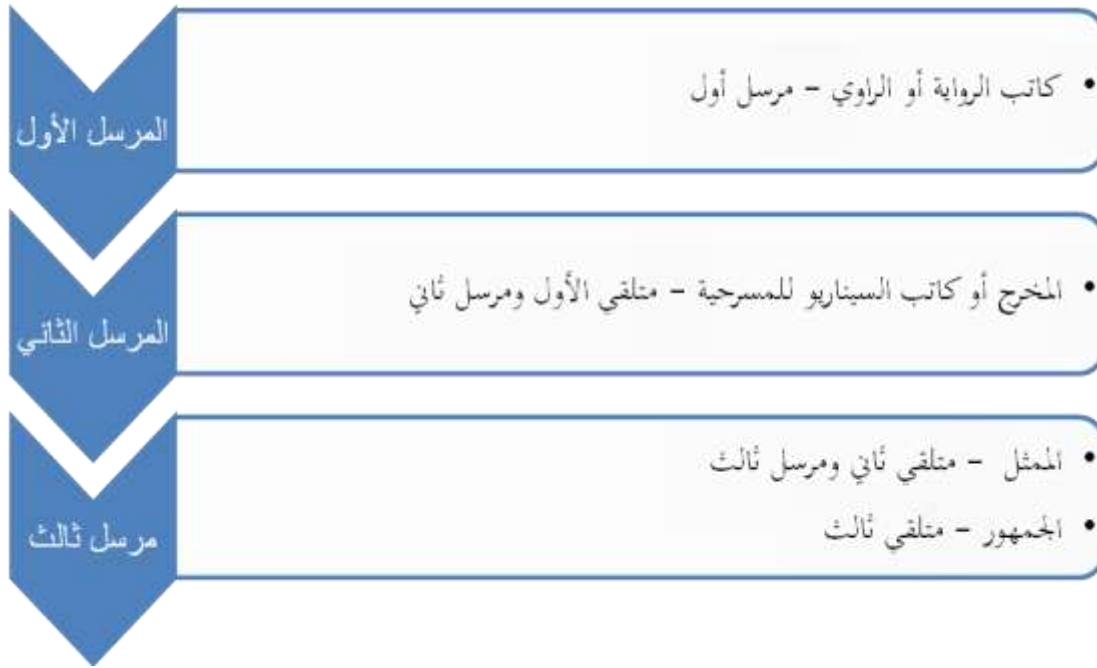 المرسل الأول
• كاتب الرواية أو الراوي – مرسل أول
المرسل الثاني
• المخرج أو كاتب السيناريو للمسرحية – متلقي الأول ومرسل ثاني
مرسل ثالث
• الممثل – متلقي ثاني ومرسل ثالث
• الجمهور – متلقي ثالث